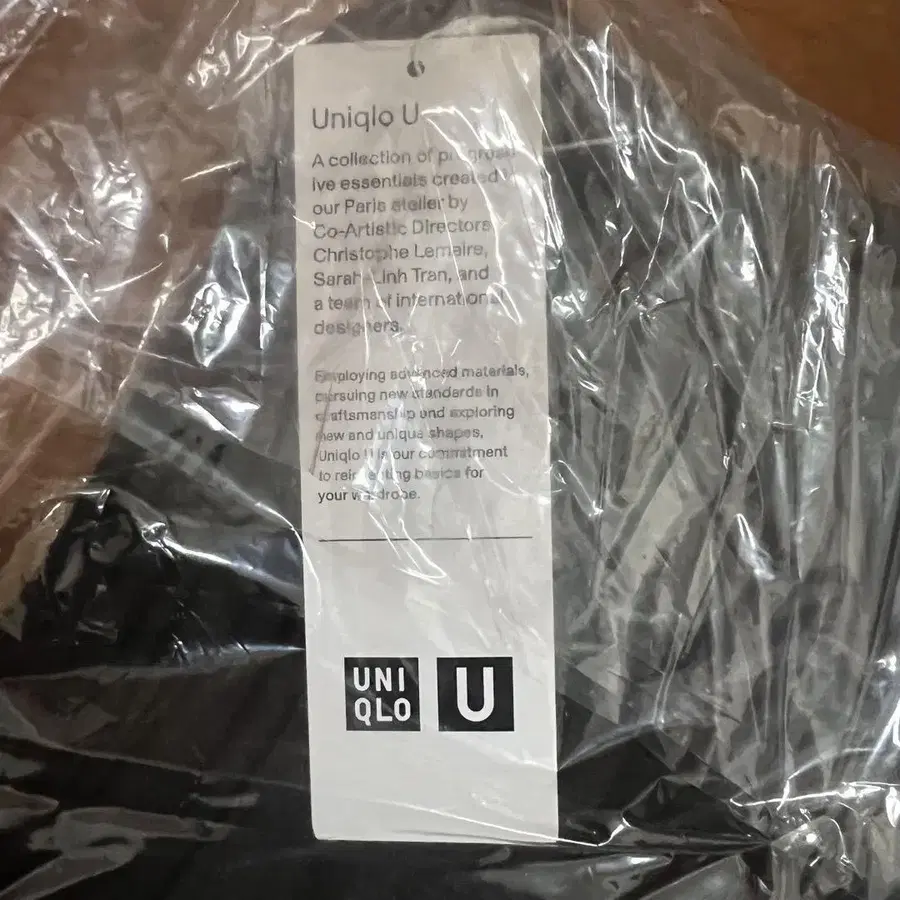 Uniqlo U
A collection of progress-
ive essentials created in
our Paris atelier by
Co-Artistic Directors
Christophe Lemaire,
Sarah Linh Tran, and
a team of international
designers.
Employing advanced materials,
pursuing new standards in
craftsmanship and exploring
new and unique shapes,
Uniqlo U is our commitment
to reinventing basics for
your wardrobe.
UNI
QLO
U